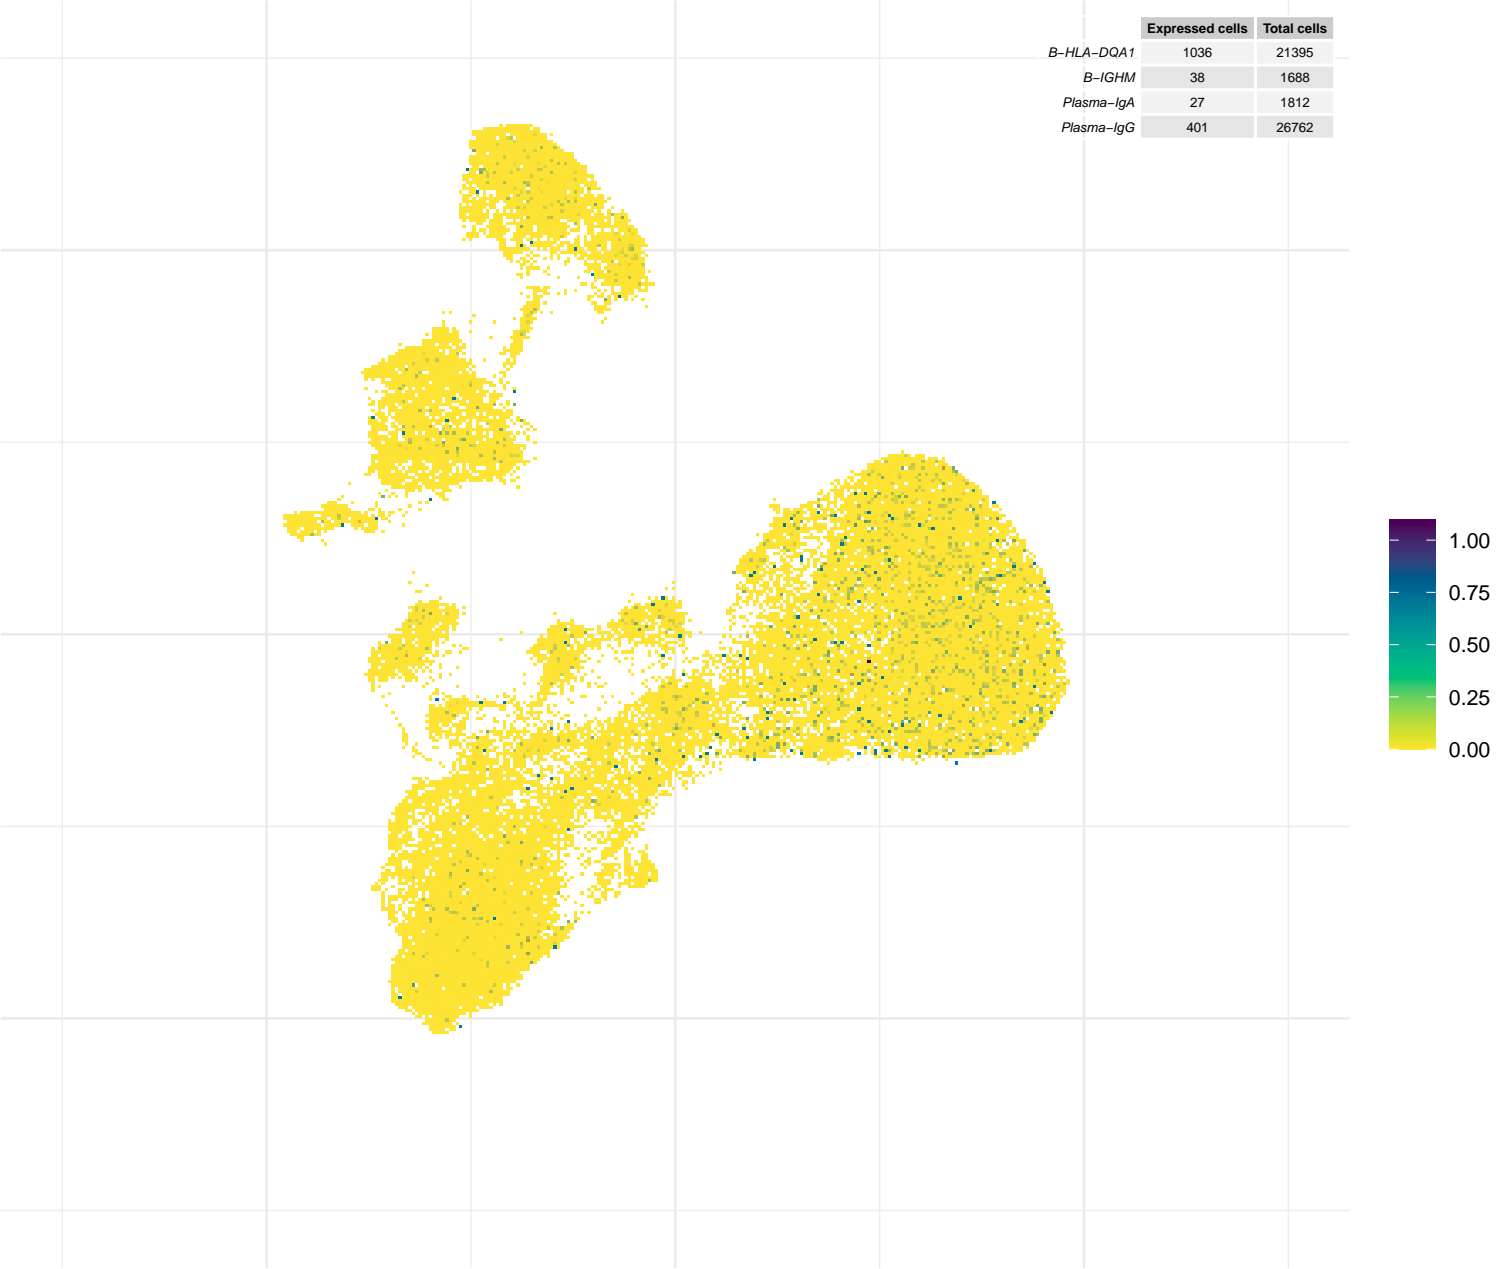 Expressed cells Total cells
B−HLA−DQA1 1036 21395
B−IGHM 38 1688
Plasma−IgA 27 1812
Plasma−IgG 401 26762
1.00
0.75
0.50
0.25
0.00